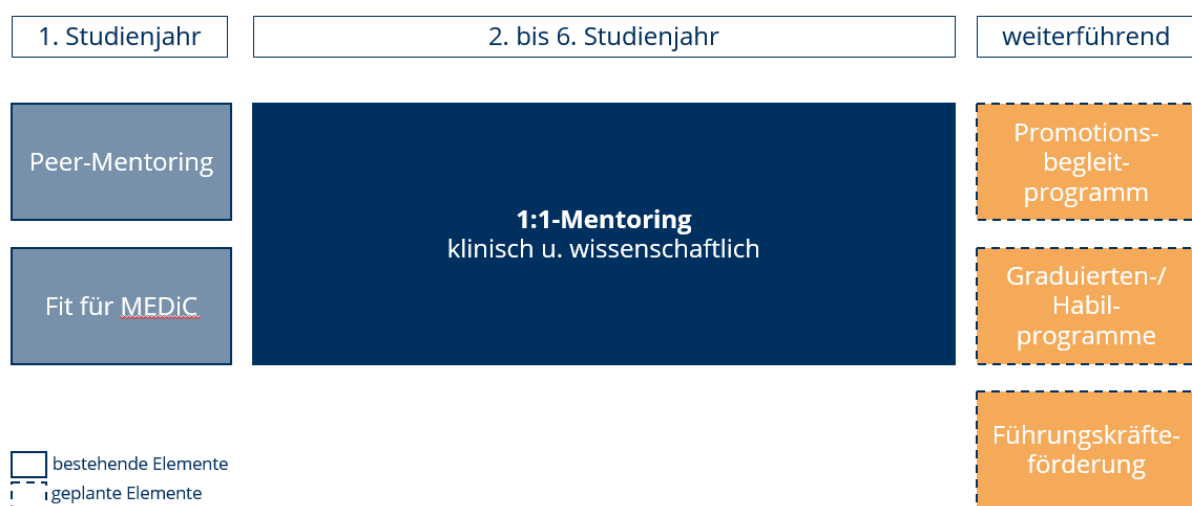 1. Studienjahr
2. bis 6. Studienjahr
weiterführend
Peer-Mentoring
Fit für MEDiC
1:1-Mentoring
klinisch u. wissenschaftlich
Promotions-
begleit-
programm
Graduierten-/
Habil-
programme
Führungskräfte-
förderung
bestehende Elemente
geplante Elemente